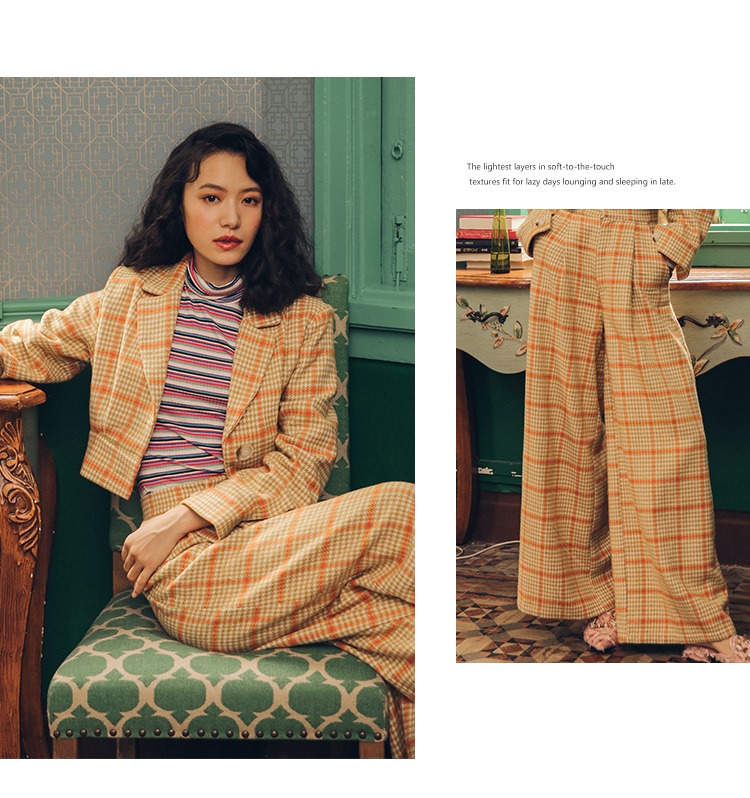 The lightest layers in soft-to-the-touch
textures fit for lazy days lounging and sleeping in late.